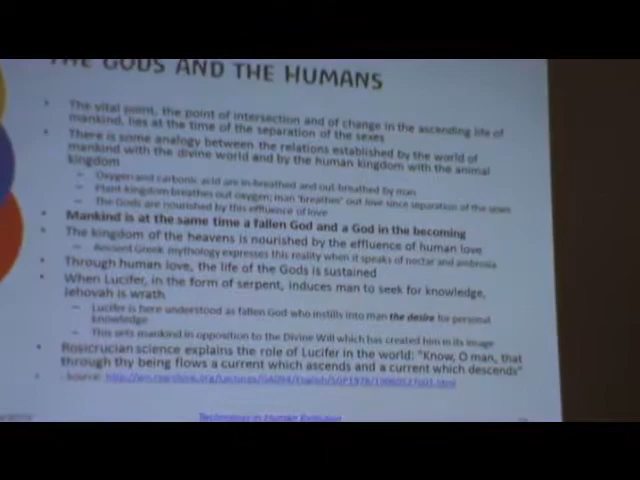 THE GODS AND THE HUMANS
• The vital point, the point of intersection and of change in the ascending life of
mankind, lies at the time of the separation of the sexes
• There is some analogy between the relations established by the world of
mankind with the divine world and by the human kingdom with the animal
kingdom
– Oxygen and carbonic acid are in-breathed and out-breathed by man
– Plant kingdom breathes out oxygen; man 'breathes' out love since separation of the sexes
– The Gods are nourished by this effluence of love
• Mankind is at the same time a fallen God and a God in the becoming
• The kingdom of the heavens is nourished by the effluence of human love
– Ancient Greek mythology expresses this reality when it speaks of nectar and ambrosia
• Through human love, the life of the Gods is sustained
• When Lucifer, in the form of serpent, induces man to seek for knowledge,
Jehovah is wrath
– Lucifer is here understood as fallen God who instills into man the desire for personal
knowledge
– This sets mankind in opposition to the Divine Will which has created him in its image
• Rosicrucian science explains the role of Lucifer in the world: "Know, O man, that
through thy being flows a current which ascends and a current which descends"
• Source:
Technology in Human Evolution